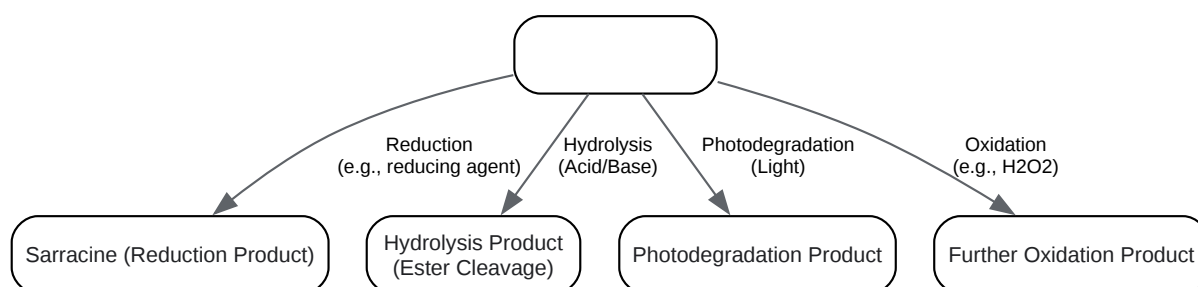 Reduction
(e.g., reducing agent)
Hydrolysis
(Acid/Base)
Photodegradation
(Light)
Oxidation
(e.g., H2O2)
Sarracine (Reduction Product)
Hydrolysis Product
(Ester Cleavage)
Photodegradation Product
Further Oxidation Product